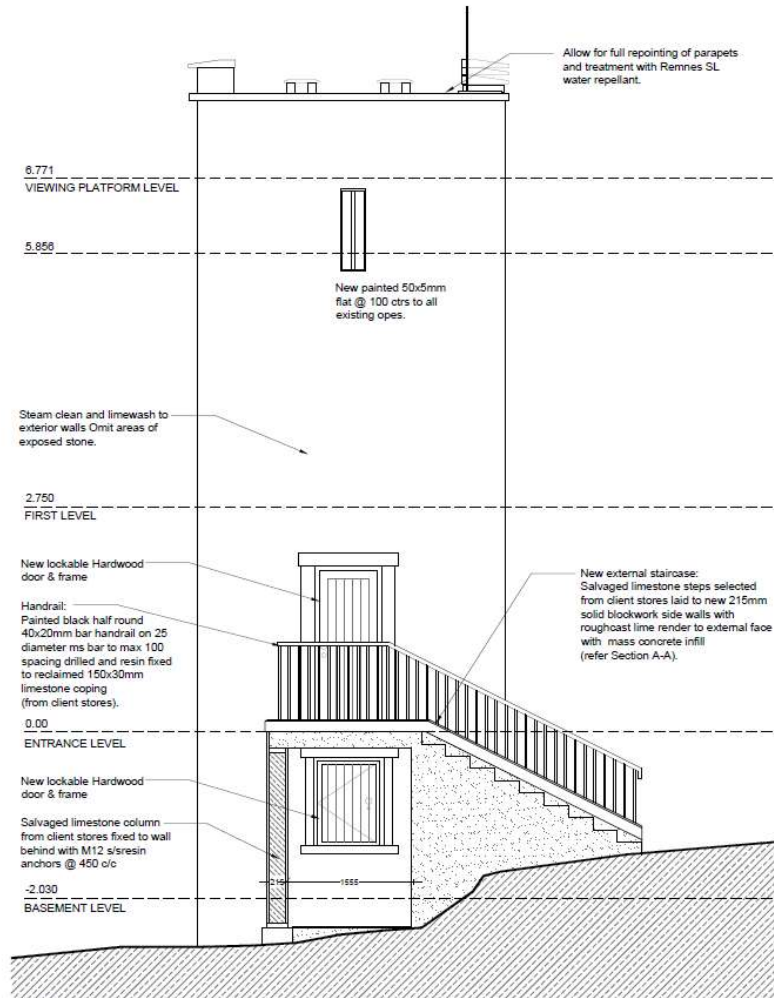 Allow for full repointing of parapets
and treatment with Remnes SL
water repellant.
6.771
VIEWING PLATFORM LEVEL
5.856
New painted 50x5mm
flat @ 100 ctrs to all
existing opes.
Steam clean and limewash to
exterior walls Omit areas of
exposed stone.
2.750
FIRST LEVEL
New lockable Hardwood
door & frame
New external staircase:
Salvaged limestone steps selected
from client stores laid to new 215mm
solid blockwork side walls with
roughcast lime render to external face
with mass concrete infill
(refer Section A-A).
Handrail:
Painted black half round
40x20mm bar handrail on 25
diameter ms bar to max 100
spacing drilled and resin fixed
to reclaimed 150x30mm
limestone coping
(from client stores).
0.00
ENTRANCE LEVEL
New lockable Hardwood
door & frame
Salvaged limestone column
from client stores fixed to wall
behind with M12 s/sresin
anchors @ 450 c/c
215 1555
-2.030
BASEMENT LEVEL